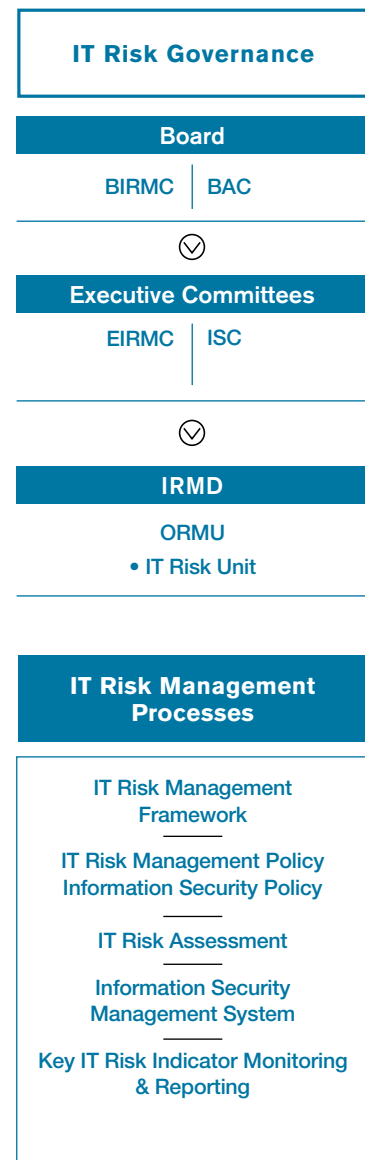 IT Risk Governance
Board
BIRMC BAC
Executive Committees
EIRMC ISC
IRMD
ORMU
• IT Risk Unit
IT Risk Management
Processes
IT Risk Management
Framework
IT Risk Management Policy
Information Security Policy
IT Risk Assessment
Information Security
Management System
Key IT Risk Indicator Monitoring
& Reporting